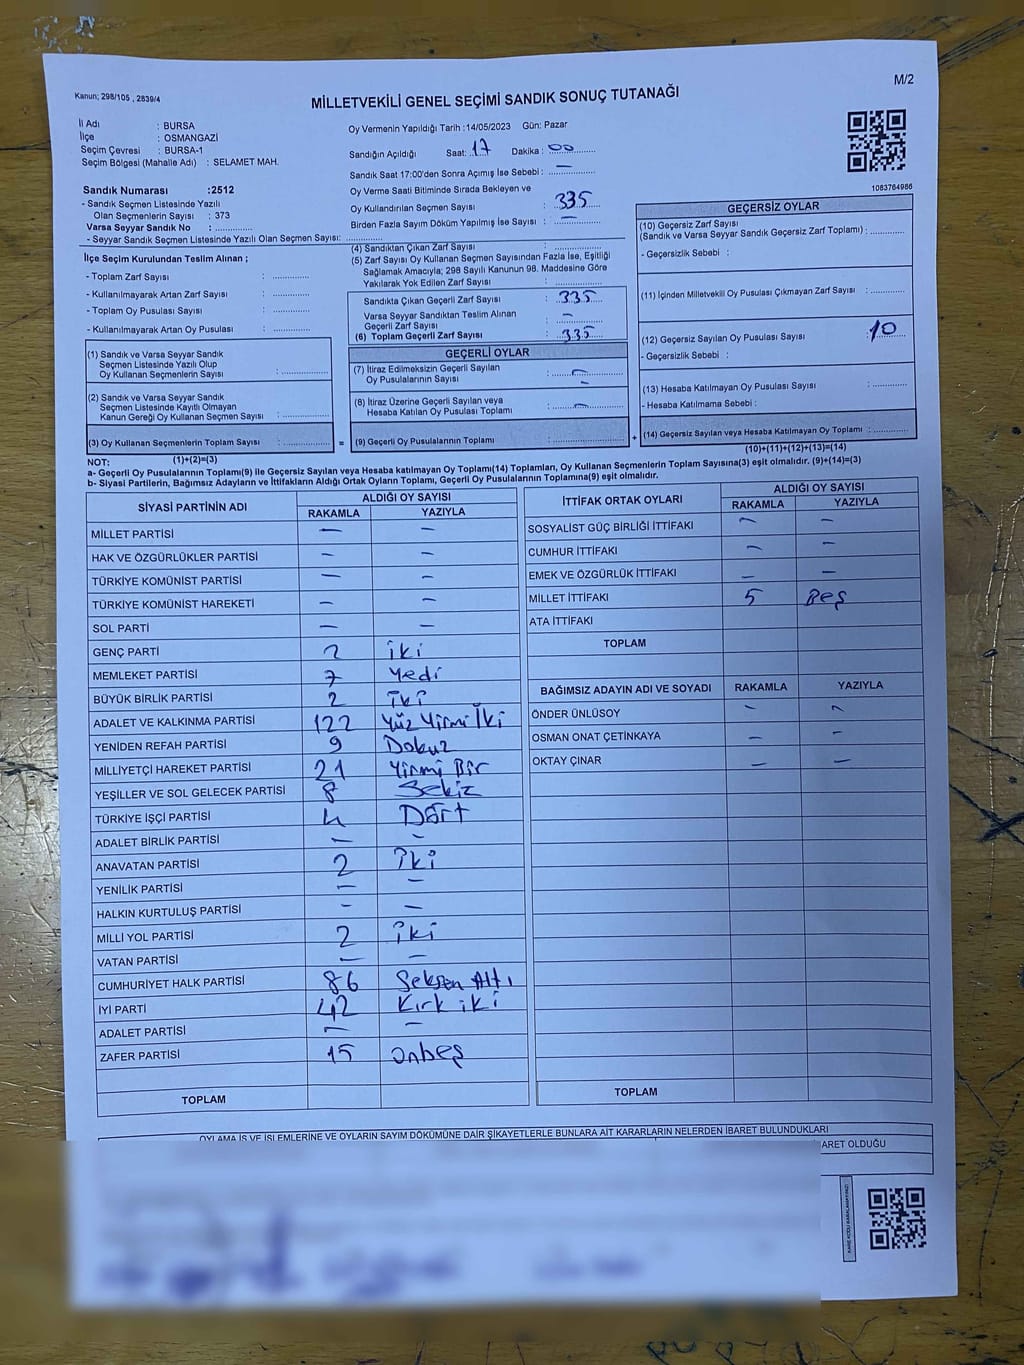 Kanun; 298/105 , 2839/4
M/2
MİLLETVEKİLİ GENEL SEÇİMİ SANDIK SONUÇ TUTANAĞI
İl Adı : BURSA
İlçe : OSMANGAZİ
Seçim Çevresi : BURSA-1
Seçim Bölgesi (Mahalle Adı) : SELAMET MAH.
Sandık Numarası :2512
- Sandık Seçmen Listesinde Yazılı
Olan Seçmenlerin Sayısı : 373
Varsa Seyyar Sandık No : ..............
- Seyyar Sandık Seçmen Listesinde Yazılı Olan Seçmen Sayısı: ..............
Oy Vermenin Yapıldığı Tarih :14/05/2023 Gün: Pazar
Sandığın Açıldığı Saat: 17 Dakika : 00
Sandık Saat 17:00'den Sonra Açımış İse Sebebi : –
Oy Verme Saati Bitiminde Sırada Bekleyen ve
Oy Kullandırılan Seçmen Sayısı : 335
Birden Fazla Sayım Döküm Yapılmış İse Sayısı : –
1083764986
İlçe Seçim Kurulundan Teslim Alınan ;
- Toplam Zarf Sayısı : ..............
- Kullanılmayarak Artan Zarf Sayısı : ..............
- Toplam Oy Pusulası Sayısı : ..............
- Kullanılmayarak Artan Oy Pusulası : ..............
(4) Sandıktan Çıkan Zarf Sayısı : ..............
(5) Zarf Sayısı Oy Kullanan Seçmen Sayısından Fazla İse, Eşitliği
Sağlamak Amacıyla; 298 Sayılı Kanunun 98. Maddesine Göre
Yakılarak Yok Edilen Zarf Sayısı : ..............
Sandıkta Çıkan Geçerli Zarf Sayısı : 335
Varsa Seyyar Sandıktan Teslim Alınan
Geçerli Zarf Sayısı : –
(6) Toplam Geçerli Zarf Sayısı : 335
GEÇERSİZ OYLAR
(10) Geçersiz Zarf Sayısı
(Sandık ve Varsa Seyyar Sandık Geçersiz Zarf Toplamı) : ..............
- Geçersizlik Sebebi :
(11) İçinden Milletvekili Oy Pusulası Çıkmayan Zarf Sayısı : ..............
(12) Geçersiz Sayılan Oy Pusulası Sayısı : 10
- Geçersizlik Sebebi :
(13) Hesaba Katılmayan Oy Pusulası Sayısı : ..............
- Hesaba Katılmama Sebebi :
(14) Geçersiz Sayılan veya Hesaba Katılmayan Oy Toplamı : ..............
(10)+(11)+(12)+(13)=(14)
(1) Sandık ve Varsa Seyyar Sandık
Seçmen Listesinde Yazılı Olup
Oy Kullanan Seçmenlerin Sayısı : ..............
(2) Sandık ve Varsa Seyyar Sandık
Seçmen Listesinde Kayıtlı Olmayan
Kanun Gereği Oy Kullanan Seçmen Sayısı : ..............
(3) Oy Kullanan Seçmenlerin Toplam Sayısı : ..............
(1)+(2)=(3)
=
GEÇERLİ OYLAR
(7) İtiraz Edilmeksizin Geçerli Sayılan
Oy Pusulalarının Sayısı : –
(8) İtiraz Üzerine Geçerli Sayılan veya
Hesaba Katılan Oy Pusulası Toplamı : –
(9) Geçerli Oy Pusulalarının Toplamı : ..............
+
NOT:
a- Geçerli Oy Pusulalarının Toplamı(9) ile Geçersiz Sayılan veya Hesaba katılmayan Oy Toplamı(14) Toplamları, Oy Kullanan Seçmenlerin Toplam Sayısına(3) eşit olmalıdır. (9)+(14)=(3)
b- Siyasi Partilerin, Bağımsız Adayların ve İttifakların Aldığı Ortak Oyların Toplamı, Geçerli Oy Pusulalarının Toplamına(9) eşit olmalıdır.
SİYASİ PARTİNİN ADI ALDIĞI OY SAYISI
RAKAMLA YAZIYLA
MİLLET PARTİSİ – –
HAK VE ÖZGÜRLÜKLER PARTİSİ – –
TÜRKİYE KOMÜNİST PARTİSİ – –
TÜRKİYE KOMÜNİST HAREKETİ – –
SOL PARTİ – –
GENÇ PARTİ 2 iki
MEMLEKET PARTİSİ 7 Yedi
BÜYÜK BİRLİK PARTİSİ 2 İki
ADALET VE KALKINMA PARTİSİ 122 Yüz Yirmi İki
YENİDEN REFAH PARTİSİ 9 Dokuz
MİLLİYETÇİ HAREKET PARTİSİ 21 Yirmi Bir
YEŞİLLER VE SOL GELECEK PARTİSİ 8 Sekiz
TÜRKİYE İŞÇİ PARTİSİ 4 Dört
ADALET BİRLİK PARTİSİ – –
ANAVATAN PARTİSİ 2 İki
YENİLİK PARTİSİ – –
HALKIN KURTULUŞ PARTİSİ – –
MİLLİ YOL PARTİSİ 2 iki
VATAN PARTİSİ – –
CUMHURİYET HALK PARTİSİ 86 Seksen Altı
İYİ PARTİ 42 Kırk iki
ADALET PARTİSİ – –
ZAFER PARTİSİ 15 onbeş
TOPLAM
İTTİFAK ORTAK OYLARI ALDIĞI OY SAYISI
RAKAMLA YAZIYLA
SOSYALİST GÜÇ BİRLİĞİ İTTİFAKI – –
CUMHUR İTTİFAKI – –
EMEK VE ÖZGÜRLÜK İTTİFAKI – –
MİLLET İTTİFAKI 5 Beş
ATA İTTİFAKI
TOPLAM
BAĞIMSIZ ADAYIN ADI VE SOYADI RAKAMLA YAZIYLA
ÖNDER ÜNLÜSOY – –
OSMAN ONAT ÇETİNKAYA – –
OKTAY ÇINAR – –
TOPLAM
OYLAMA İŞ VE İŞLEMLERİNE VE OYLARIN SAYIM DÖKÜMÜNE DAİR ŞİKAYETLERLE BUNLARA AİT KARARLARIN NELERDEN İBARET BULUNDUKLARI
ARET OLDUĞU